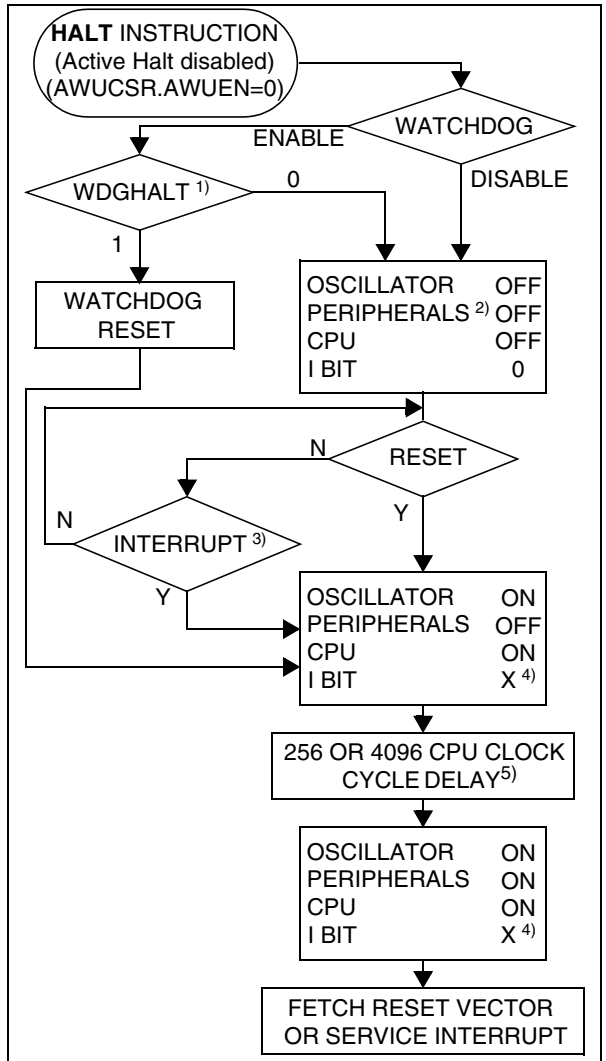 HALT INSTRUCTION
(Active Halt disabled)
(AWUCSR.AWUEN=0)
WATCHDOG
ENABLE
DISABLE
WDGHALT 1)
0
1
WATCHDOG
RESET
OSCILLATOR OFF
PERIPHERALS 2) OFF
CPU OFF
I BIT 0
RESET
N
Y
INTERRUPT 3)
N
Y
OSCILLATOR ON
PERIPHERALS OFF
CPU ON
I BIT X 4)
256 OR 4096 CPU CLOCK
CYCLE DELAY5)
OSCILLATOR ON
PERIPHERALS ON
CPU ON
I BIT X 4)
FETCH RESET VECTOR
OR SERVICE INTERRUPT